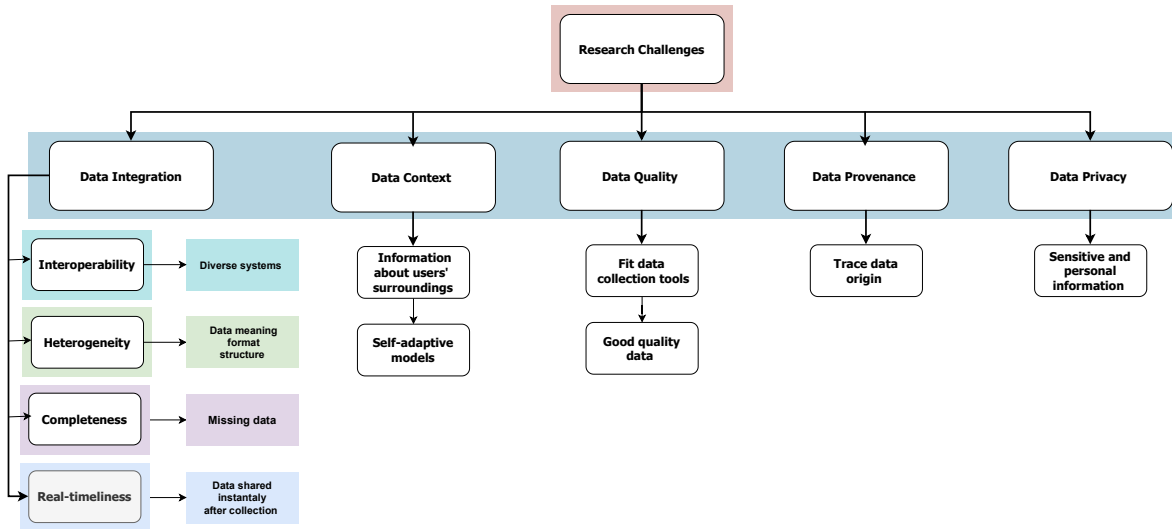 Research Challenges
Data Integration
Data Context
Data Quality
Data Provenance
Data Privacy
Interoperability
Diverse systems
Information
about users'
surroundings
Fit data
collection tools
Trace data
origin
Sensitive and
personal
information
Heterogeneity
Data meaning
format
structure
Self-adaptive
models
Good quality
data
Completeness
Missing data
Real-timeliness
Data shared
instantaly
after collection